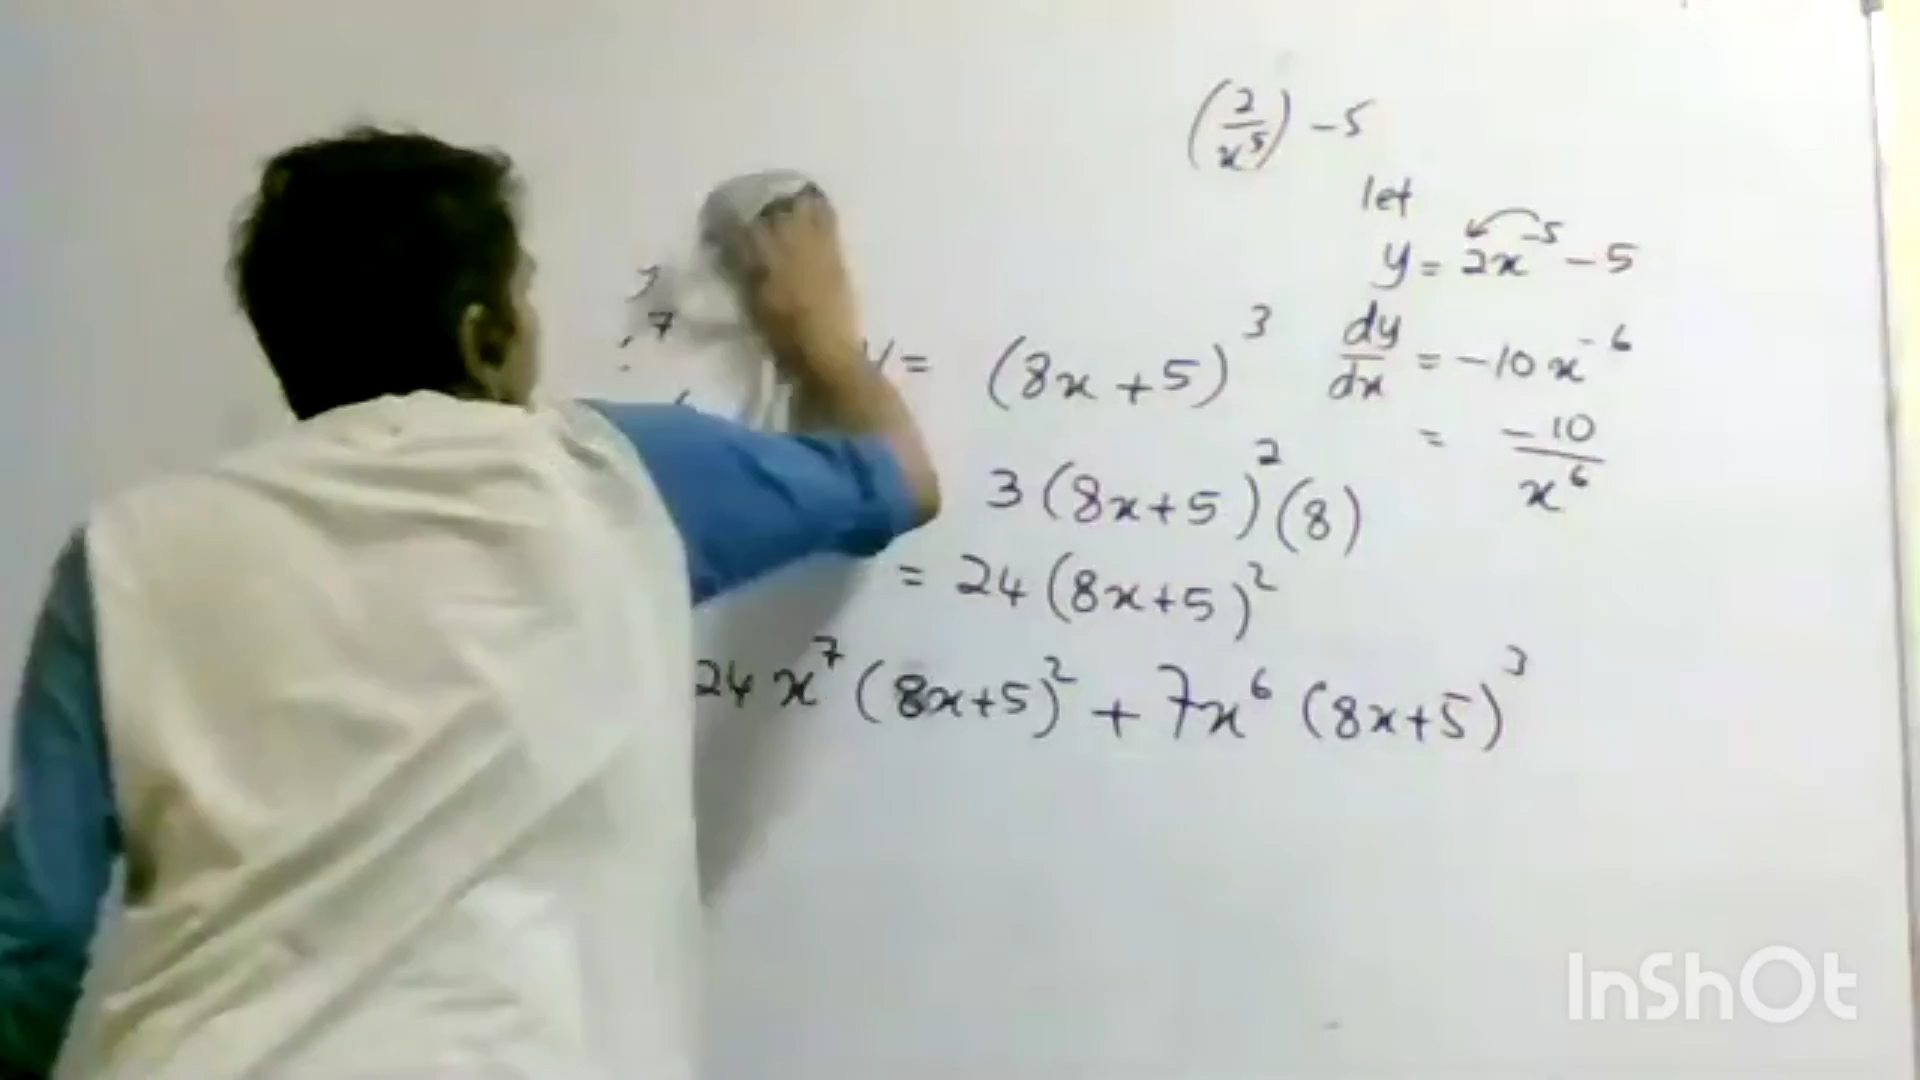 (2/x⁵) - 5
let
y = 2x⁻⁵ - 5
dy/dx = -10x⁻⁶
= -10/x⁶
7
y = (8x+5)³
3(8x+5)²(8)
= 24(8x+5)²
24x⁷(8x+5)² + 7x⁶(8x+5)³
InShOt